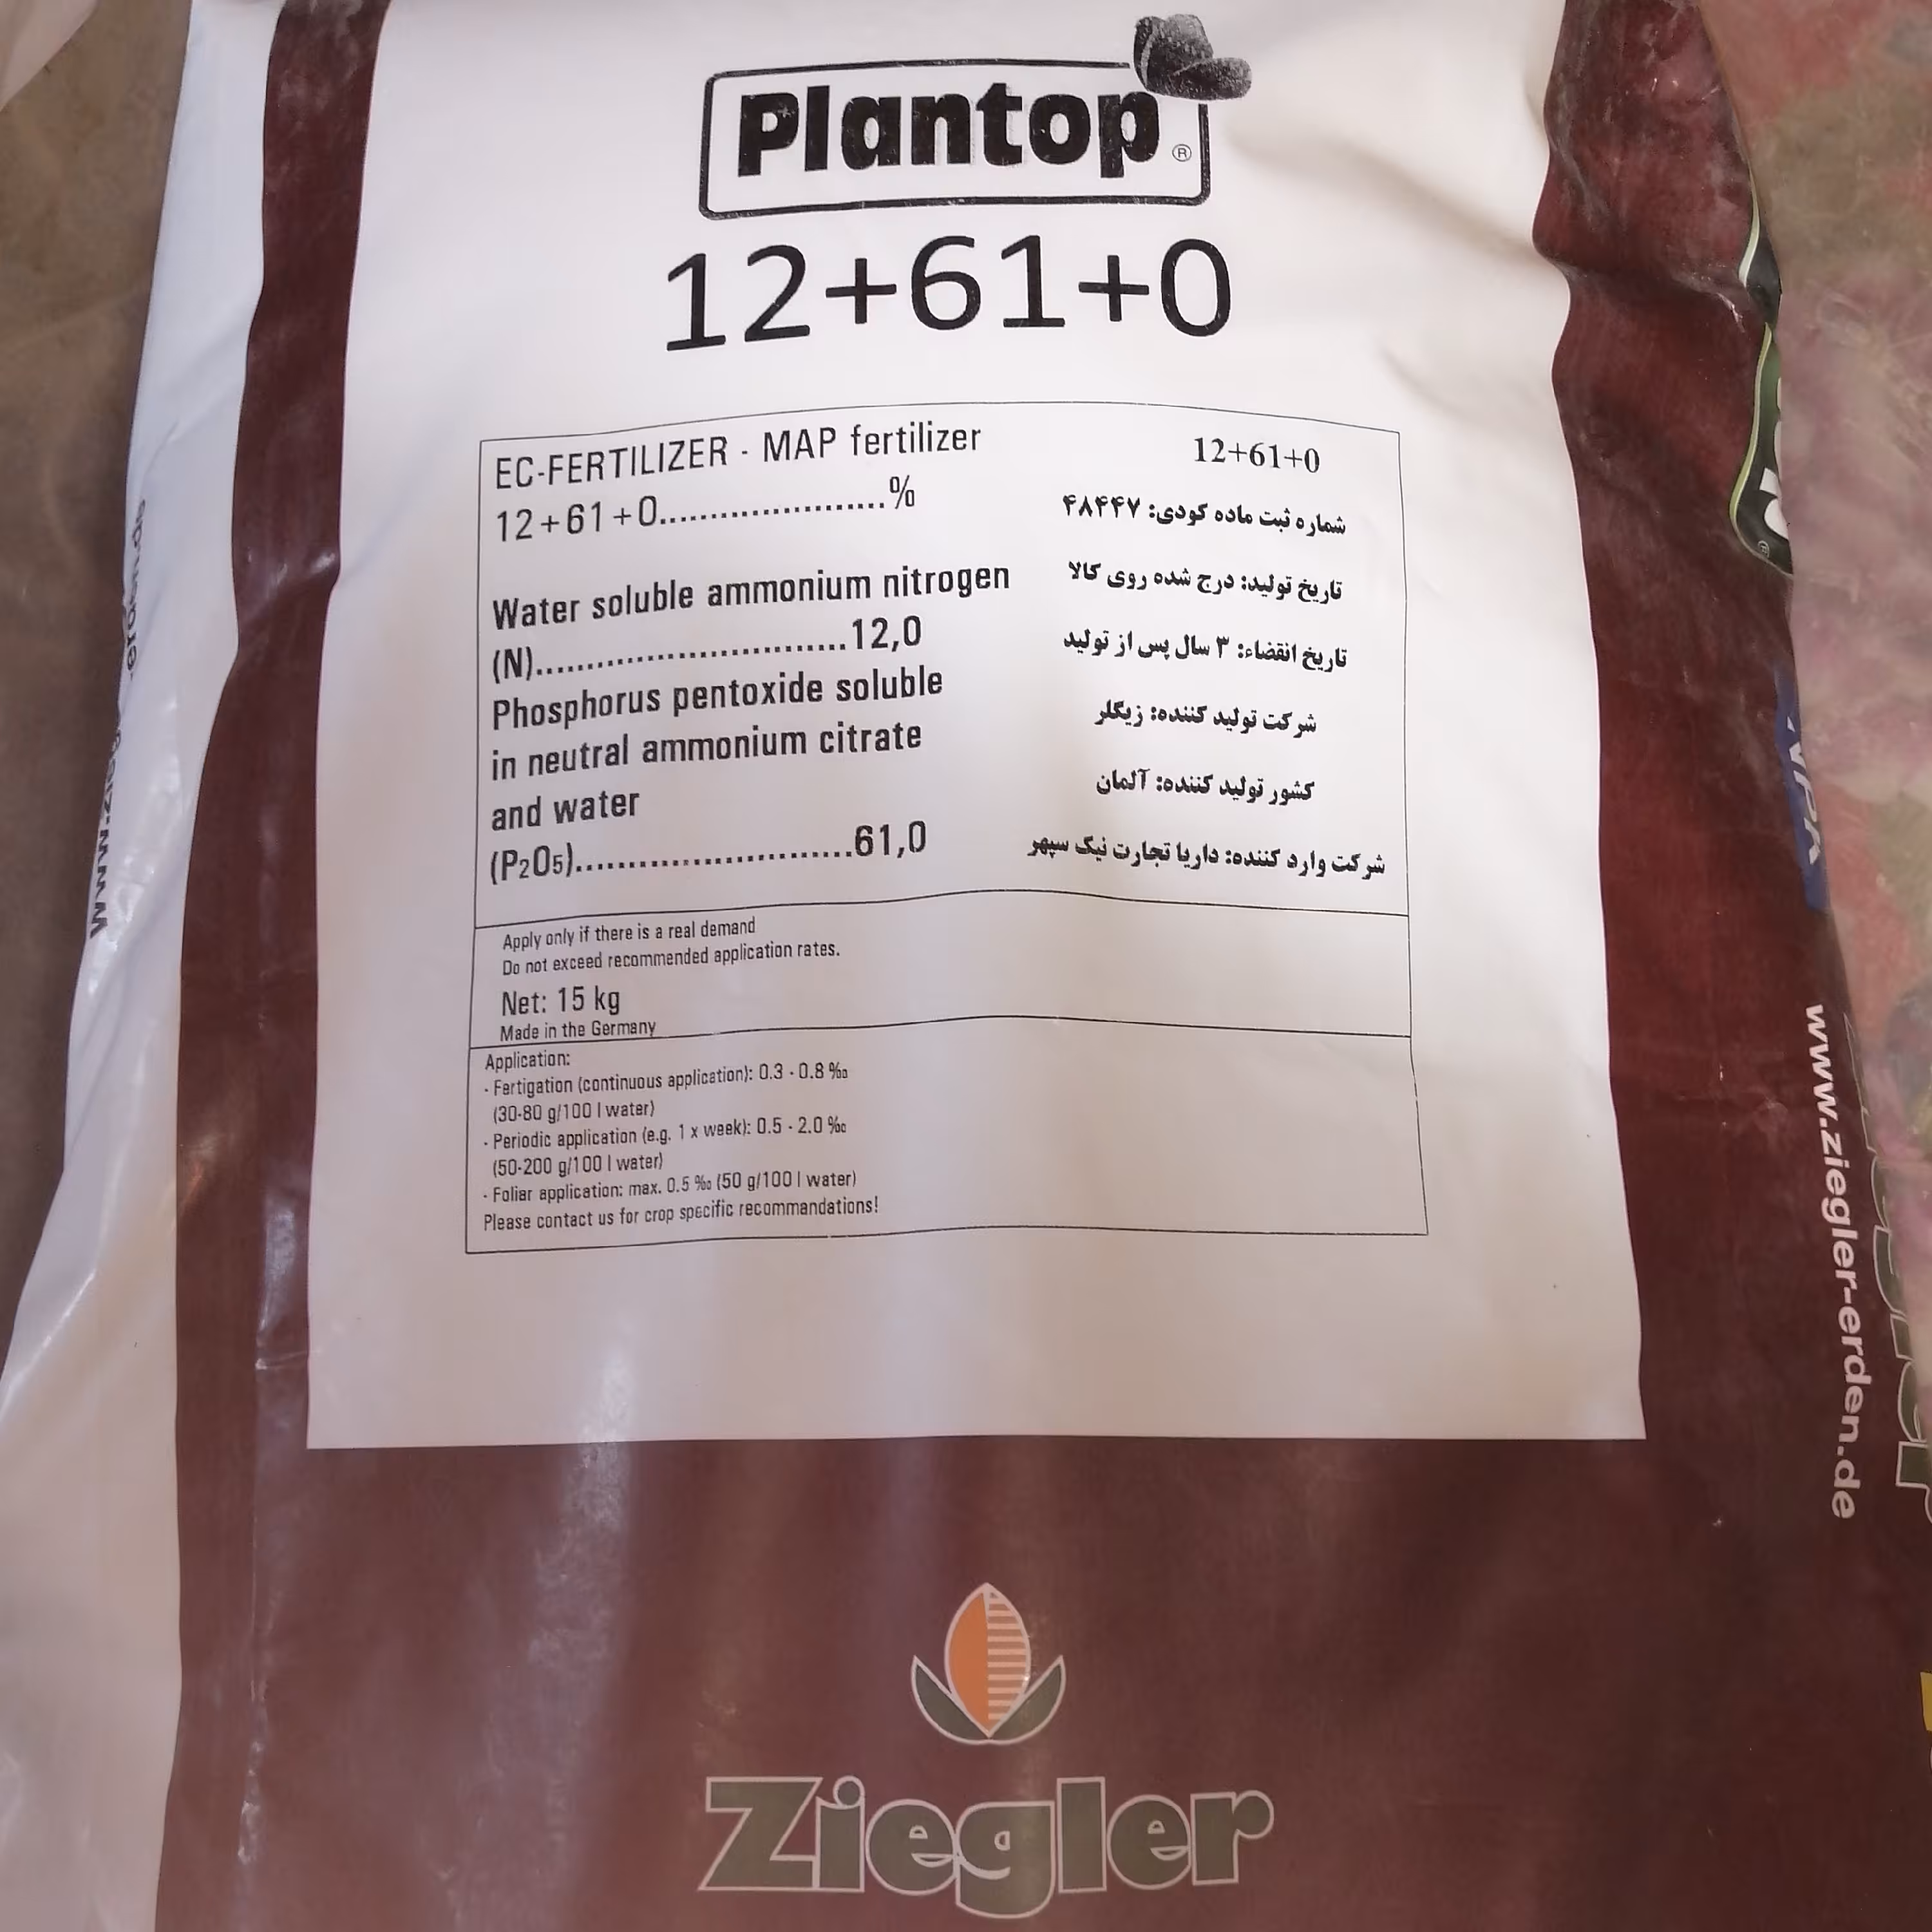 Plantop®
12+61+0
EC-FERTILIZER - MAP fertilizer
12+61+0......................%
Water soluble ammonium nitrogen
(N)..............................12,0
Phosphorus pentoxide soluble
in neutral ammonium citrate
and water
(P2O5)..........................61,0
12+61+0
شماره ثبت ماده کودی: ۴۸۴۴۷
تاریخ تولید: درج شده روی کالا
تاریخ انقضاء: ۳ سال پس از تولید
شرکت تولید کننده: زیگلر
کشور تولید کننده: آلمان
شرکت وارد کننده: داریا تجارت نیک سپهر
Apply only if there is a real demand
Do not exceed recommended application rates.
Net: 15 kg
Made in the Germany
Application:
- Fertigation (continuous application): 0.3 - 0.8 ‰
(30-80 g/100 l water)
- Periodic application (e.g. 1 x week): 0.5 - 2.0 ‰
(50-200 g/100 l water)
- Foliar application: max. 0.5 ‰ (50 g/100 l water)
Please contact us for crop specific recommandations!
Ziegler
www.ziegler-erden.de
NPK